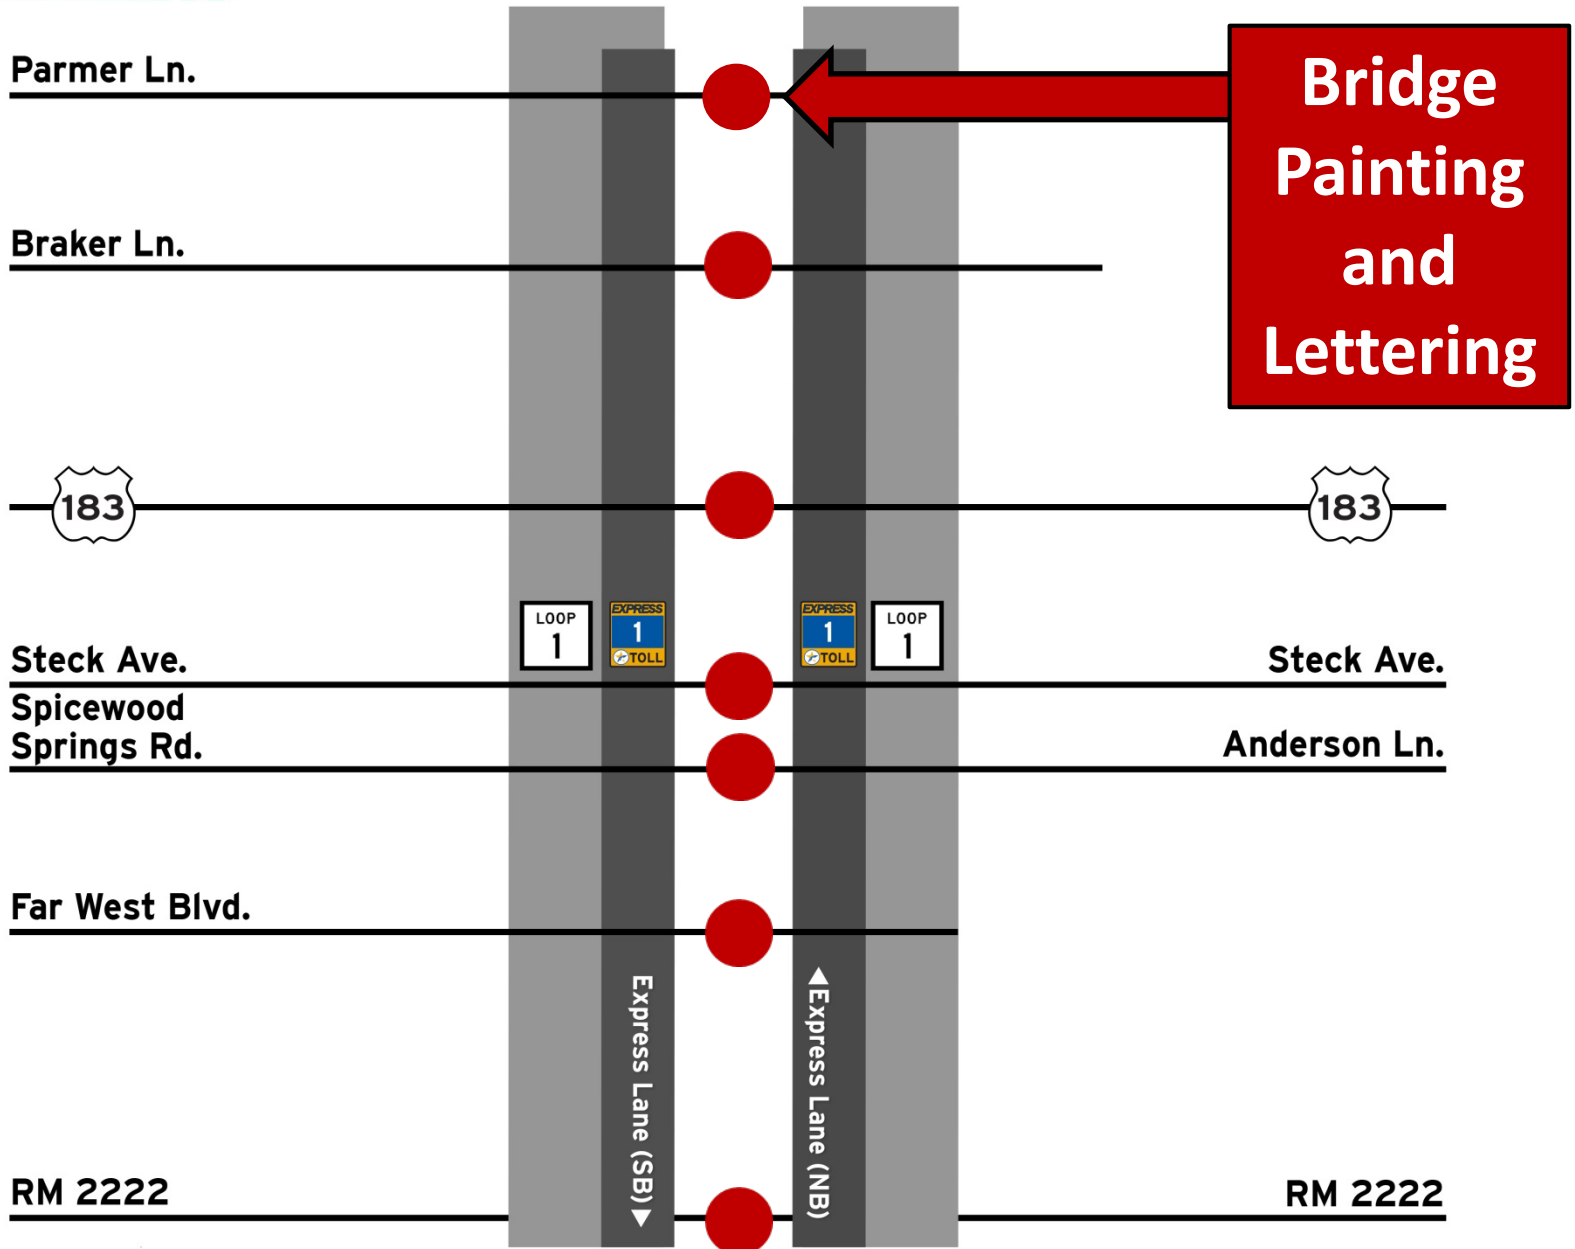 Parmer Ln.
Bridge
Painting
and
Lettering
Braker Ln.
183
183
LOOP
1
EXPRESS
1
TOLL
EXPRESS
1
TOLL
LOOP
1
Steck Ave.
Steck Ave.
Spicewood
Springs Rd.
Anderson Ln.
Far West Blvd.
Express Lane (SB)
Express Lane (NB)
RM 2222
RM 2222